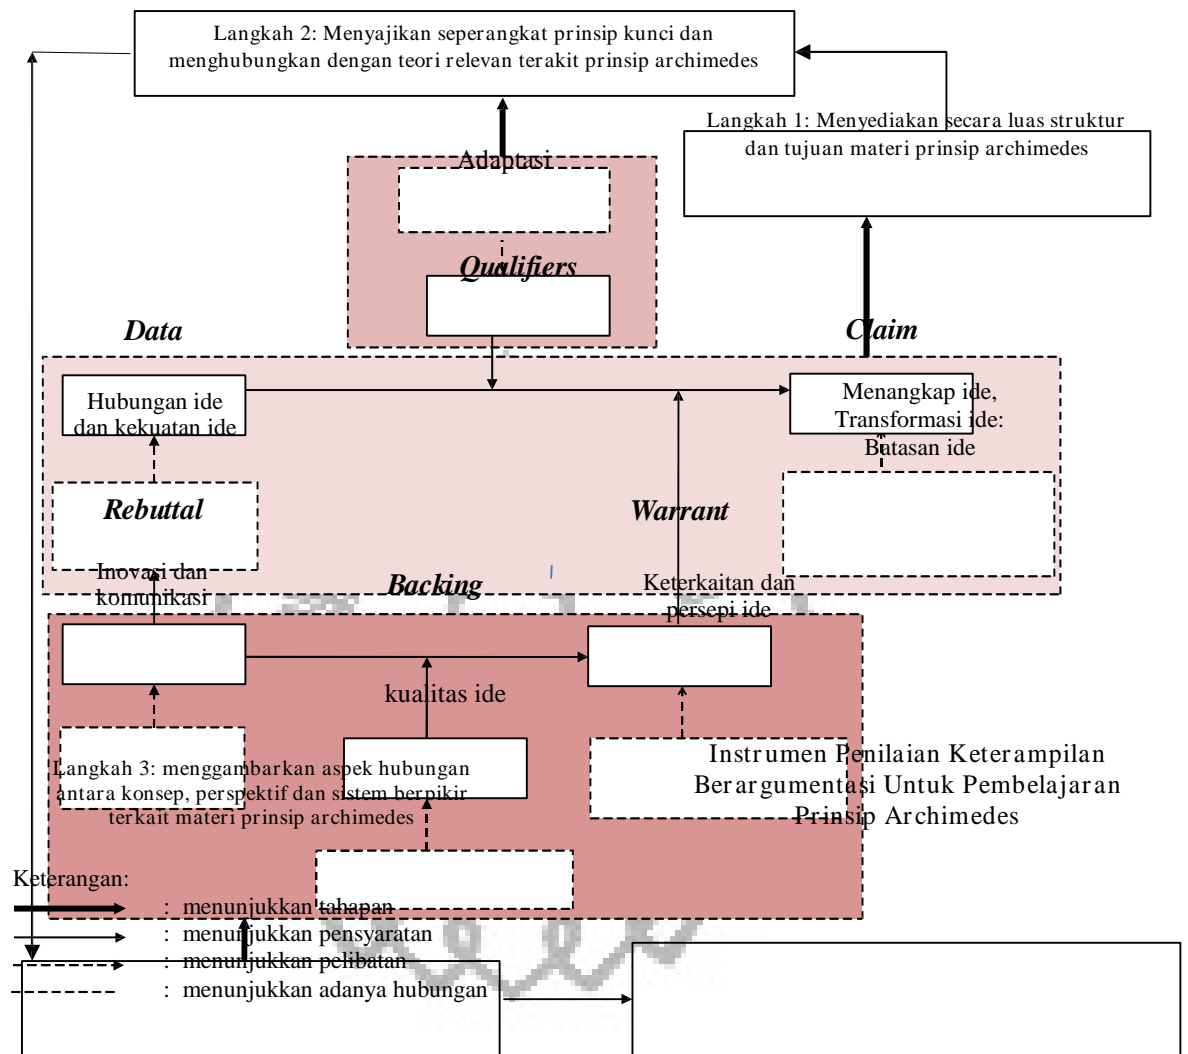 Langkah 2: Menyajikan seperangkat prinsip kunci dan
menghubungkan dengan teori relevan terakit prinsip archimedes
Langkah 1: Menyediakan secara luas struktur
dan tujuan materi prinsip archimedes
Adaptasi
Qualifiers
Data
Claim
Hubungan ide
dan kekuatan ide
Menangkap ide,
Transformasi ide:
Batasan ide
Rebuttal
Warrant
Inovasi dan
komunikasi
Backing
Keterkaitan dan
persepi ide
kualitas ide
Langkah 3: menggambarkan aspek hubungan
antara konsep, perspektif dan sistem berpikir
terkait materi prinsip archimedes
Instrumen Penilaian Keterampilan
Berargumentasi Untuk Pembelajaran
Prinsip Archimedes
Keterangan:
: menunjukkan tahapan
: menunjukkan pensyaratan
: menunjukkan pelibatan
: menunjukkan adanya hubungan